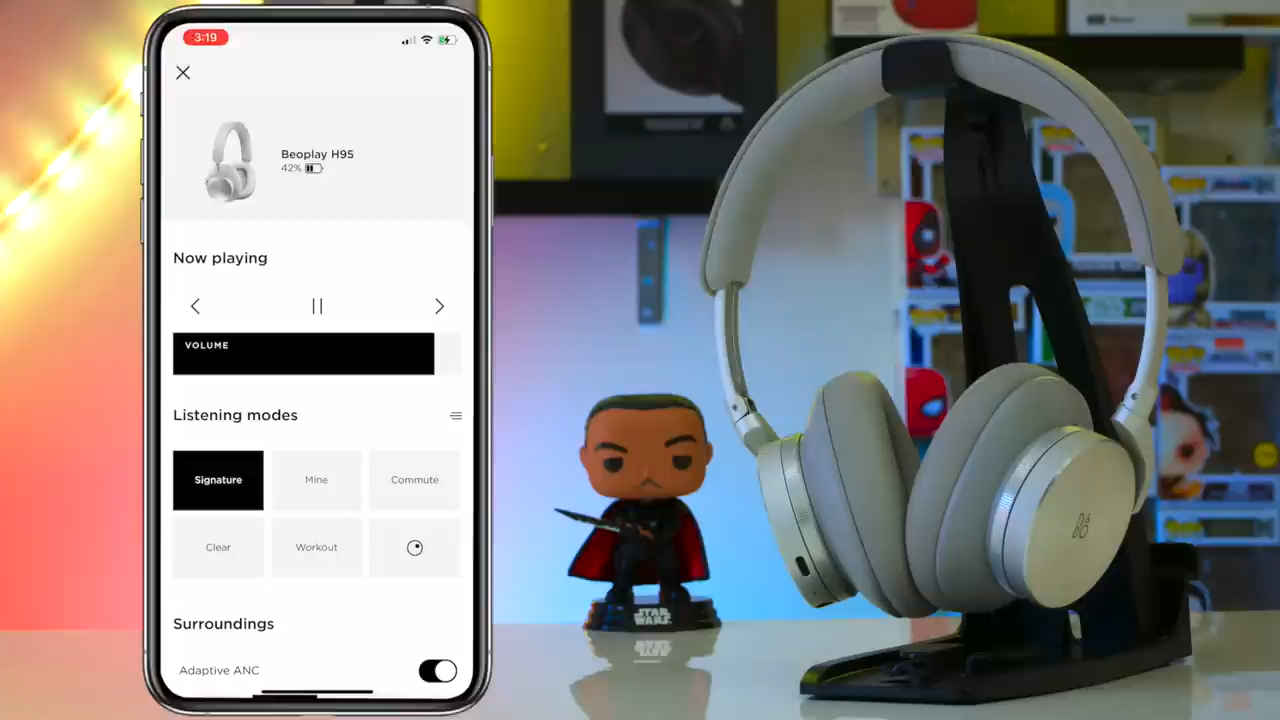 3:19
Beoplay H95
42%
Now playing
VOLUME
Listening modes
Signature
Mine
Commute
Clear
Workout
Surroundings
Adaptive ANC
STAR
WARS